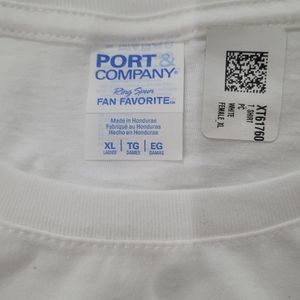 PORT&
COMPANY®
Ring Spun
FAN FAVORITE™
Made in Honduras
Fabriqué au Honduras
Hecho en Honduras
XL TG EG
LADIES DAMES DAMAS
XT61760
T SHIRT
PC
WHITE
FEMALE XL